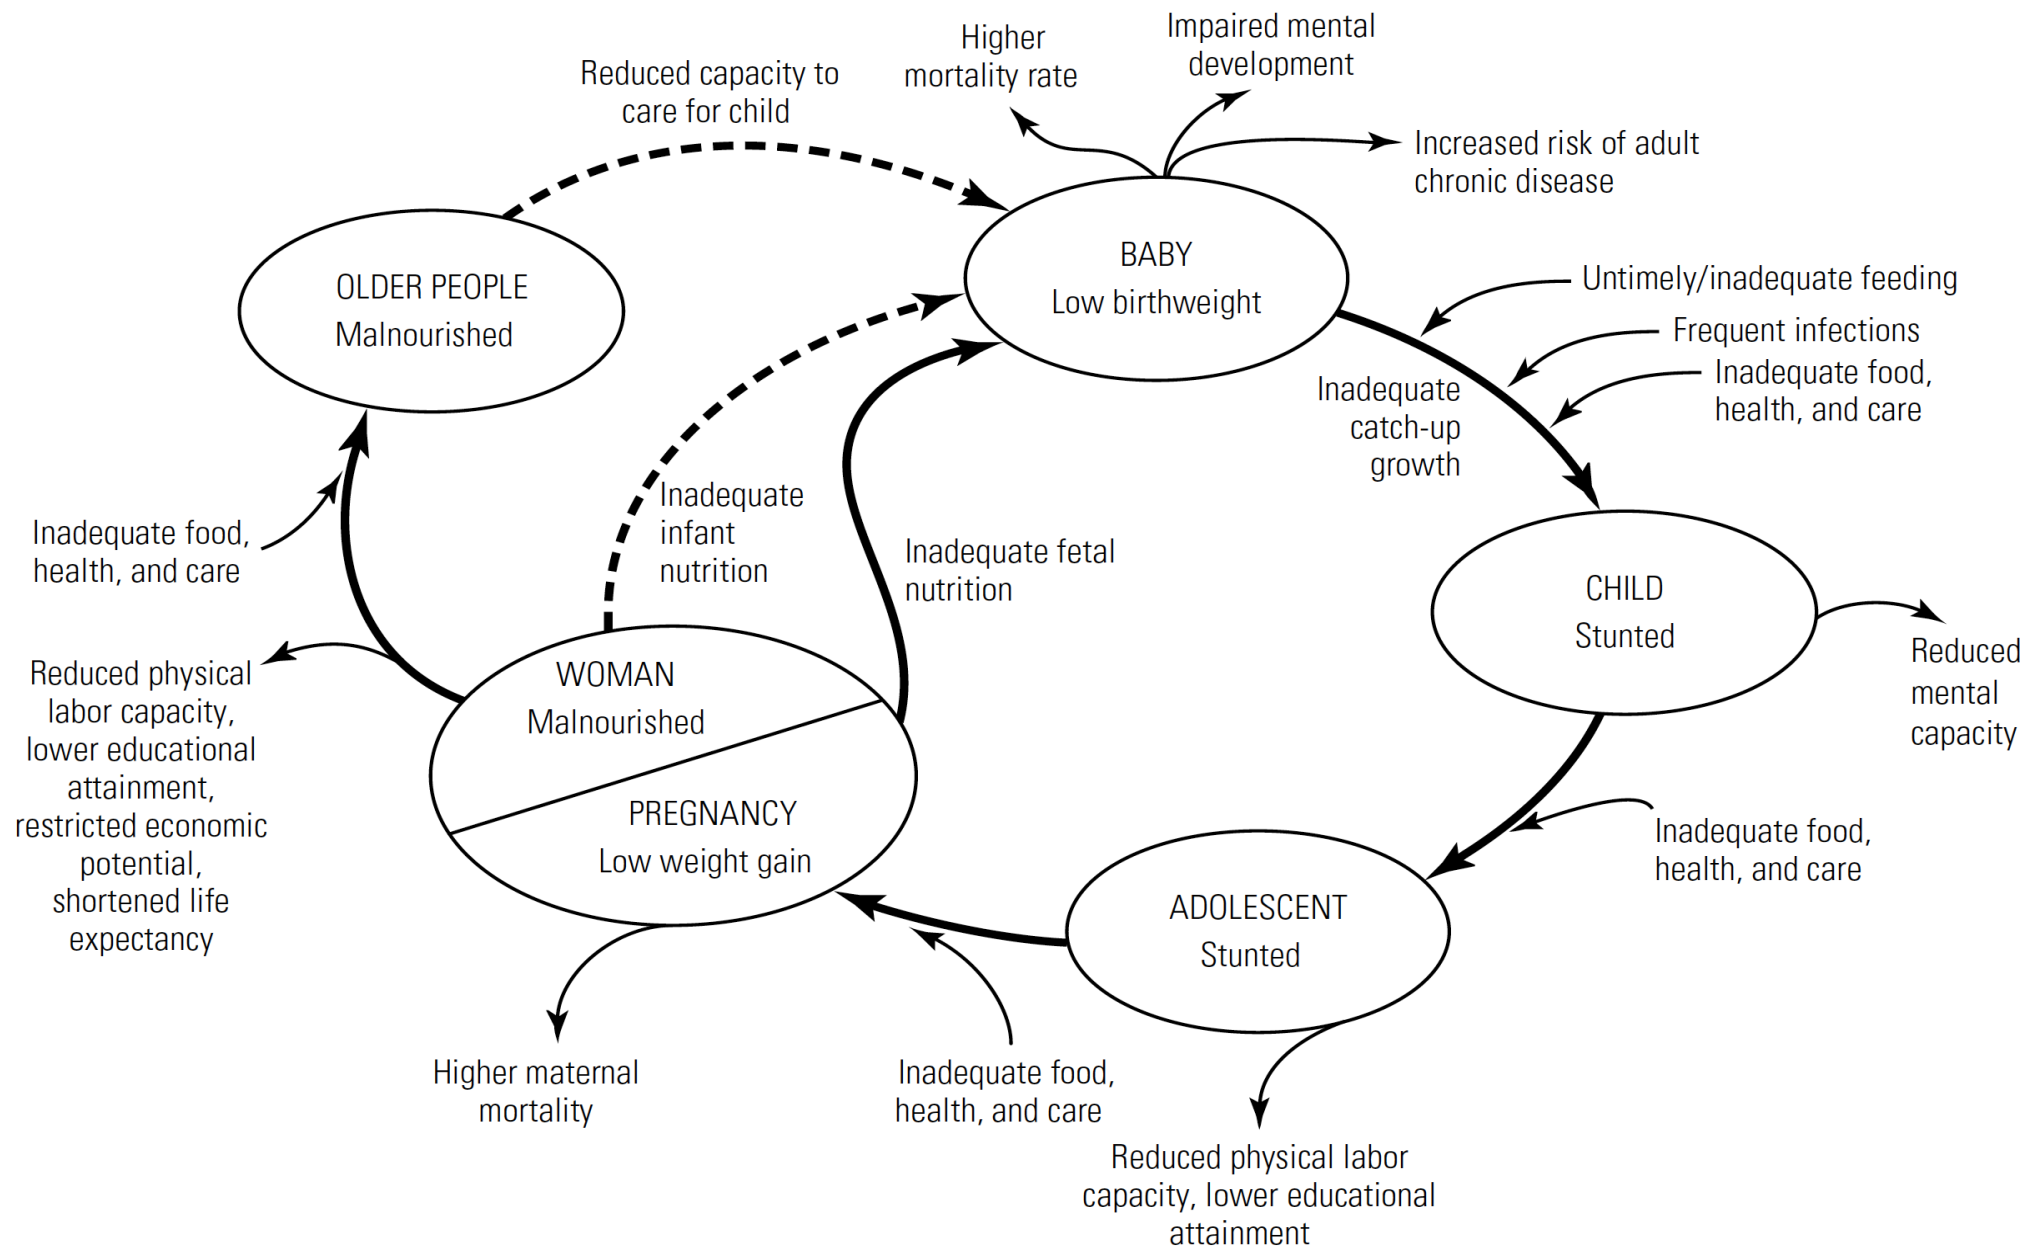 Higher
mortality rate
Impaired mental
development
Reduced capacity to
care for child
Increased risk of adult
chronic disease
BABY
Low birthweight
OLDER PEOPLE
Malnourished
Untimely/inadequate feeding
Frequent infections
Inadequate food,
health, and care
Inadequate
catch-up
growth
Inadequate
infant
nutrition
Inadequate food,
health, and care
Inadequate fetal
nutrition
CHILD
Stunted
Reduced
mental
capacity
Reduced physical
labor capacity,
lower educational
attainment,
restricted economic
potential,
shortened life
expectancy
WOMAN
Malnourished
PREGNANCY
Low weight gain
Inadequate food,
health, and care
ADOLESCENT
Stunted
Higher maternal
mortality
Inadequate food,
health, and care
Reduced physical labor
capacity, lower educational
attainment